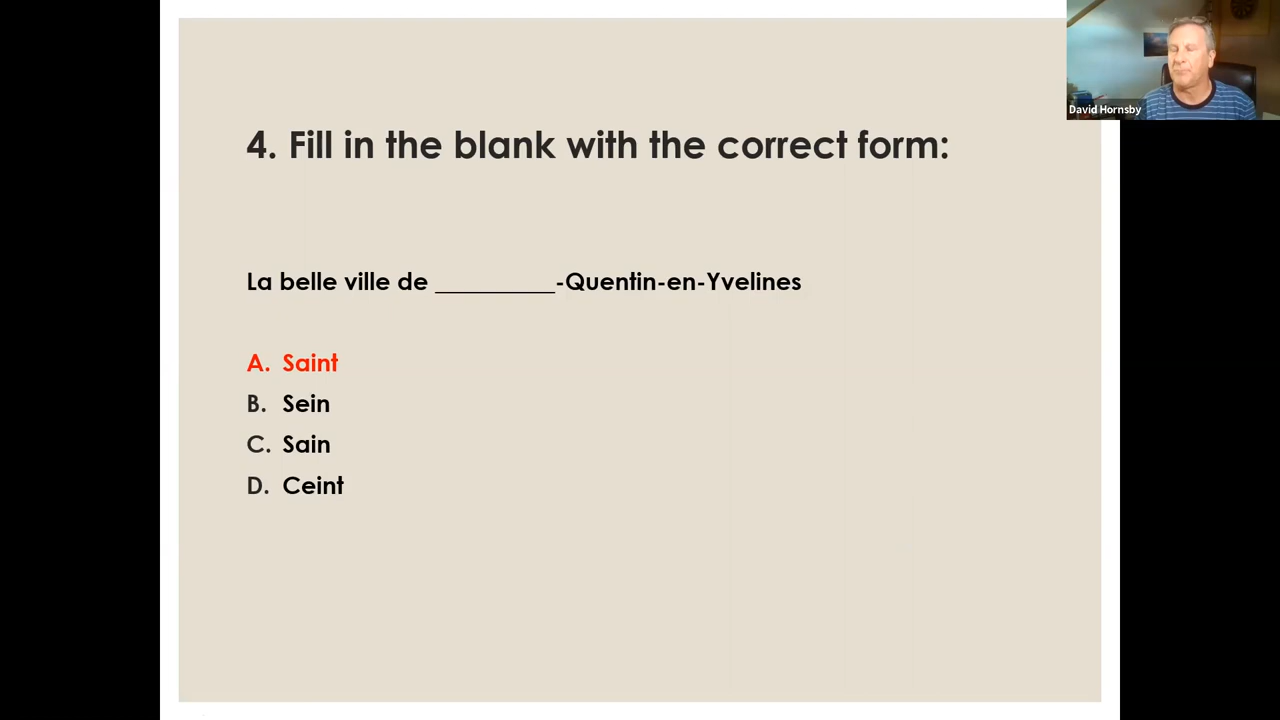 4. Fill in the blank with the correct form:
La belle ville de __________-Quentin-en-Yvelines
A. Saint
B. Sein
C. Sain
D. Ceint
David Hornsby